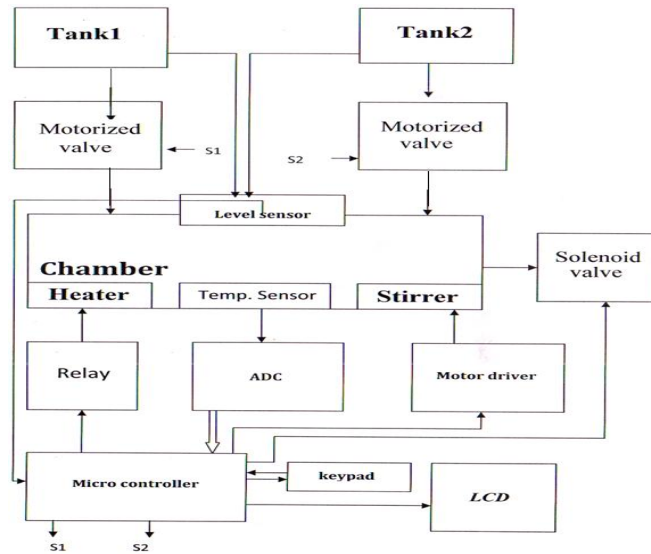 Tank1
Tank2
Motorized
valve
S1
S2
Motorized
valve
Level sensor
Chamber
Solenoid
valve
Heater
Temp. Sensor
Stirrer
Relay
ADC
Motor driver
Micro controller
keypad
LCD
S1
S2